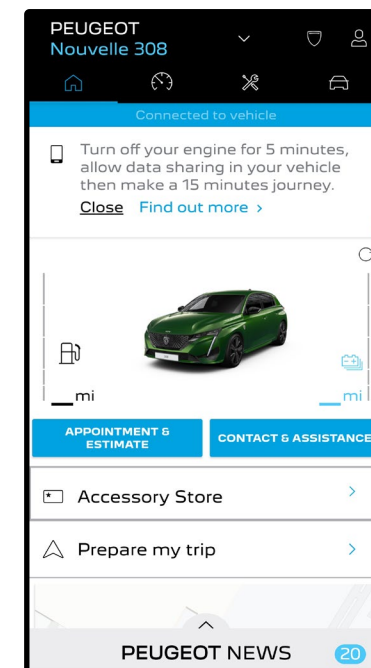 PEUGEOT
Nouvelle 308
Connected to vehicle
Turn off your engine for 5 minutes,
allow data sharing in your vehicle
then make a 15 minutes journey.
Close Find out more >
__mi __mi
APPOINTMENT &
ESTIMATE
CONTACT & ASSISTANCE
Accessory Store
Prepare my trip
PEUGEOT NEWS 20